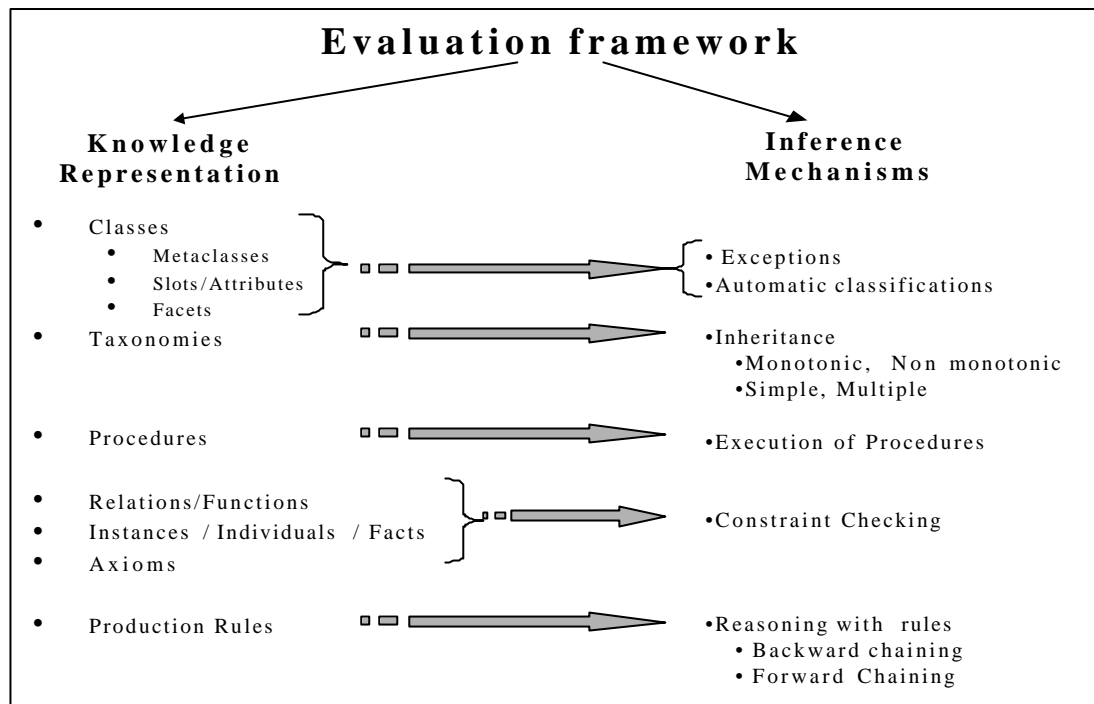 Evaluation framework
Knowledge
Representation
• Classes
• Metaclasses
• Slots/Attributes
• Facets
• Taxonomies
• Procedures
• Relations/Functions
• Instances / Individuals / Facts
• Axioms
• Production Rules
Inference
Mechanisms
• Exceptions
• Automatic classifications
•Inheritance
•Monotonic, Non monotonic
•Simple, Multiple
•Execution of Procedures
•Constraint Checking
•Reasoning with rules
• Backward chaining
• Forward Chaining